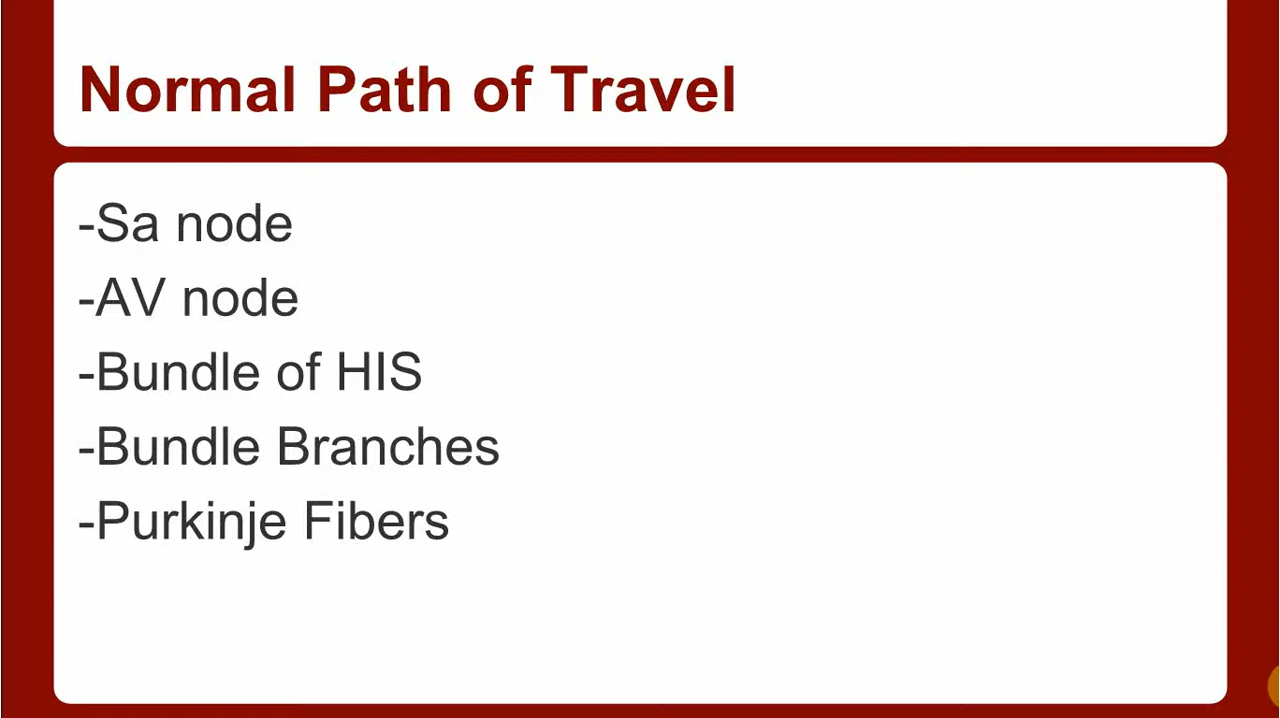 Normal Path of Travel
-Sa node
-AV node
-Bundle of HIS
-Bundle Branches
-Purkinje Fibers